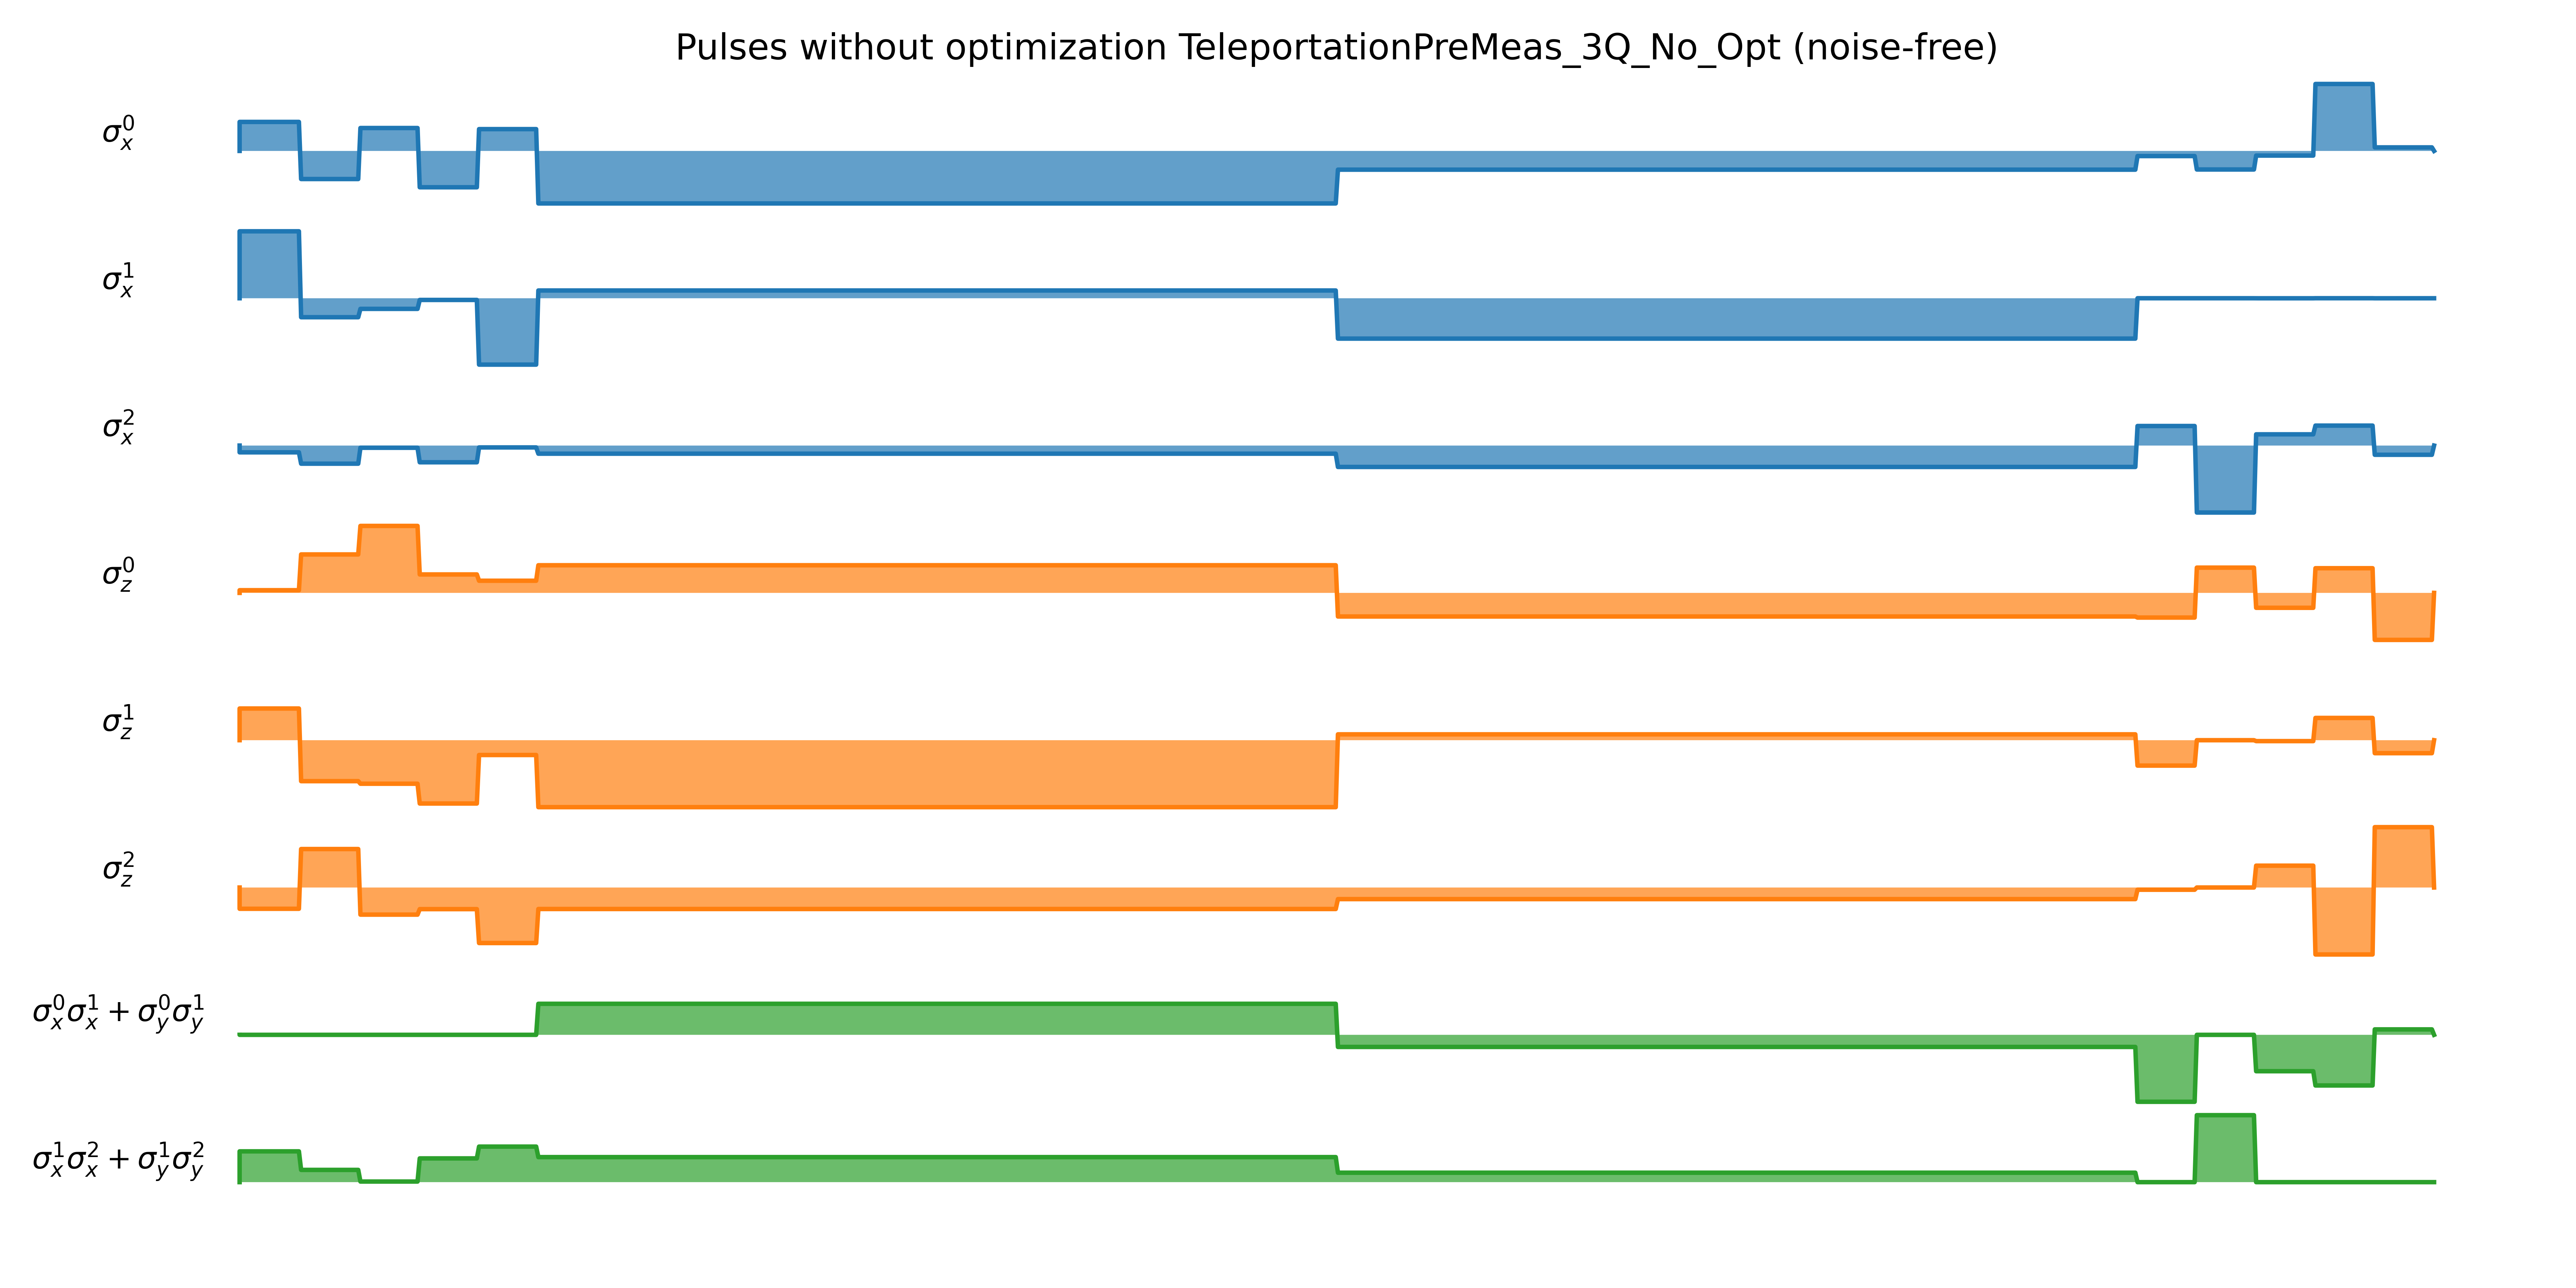 Pulses without optimization TeleportationPreMeas_3Q_No_Opt (noise-free)
σ_x^0
σ_x^1
σ_x^2
σ_z^0
σ_z^1
σ_z^2
σ_x^0σ_x^1 + σ_y^0σ_y^1
σ_x^1σ_x^2 + σ_y^1σ_y^2